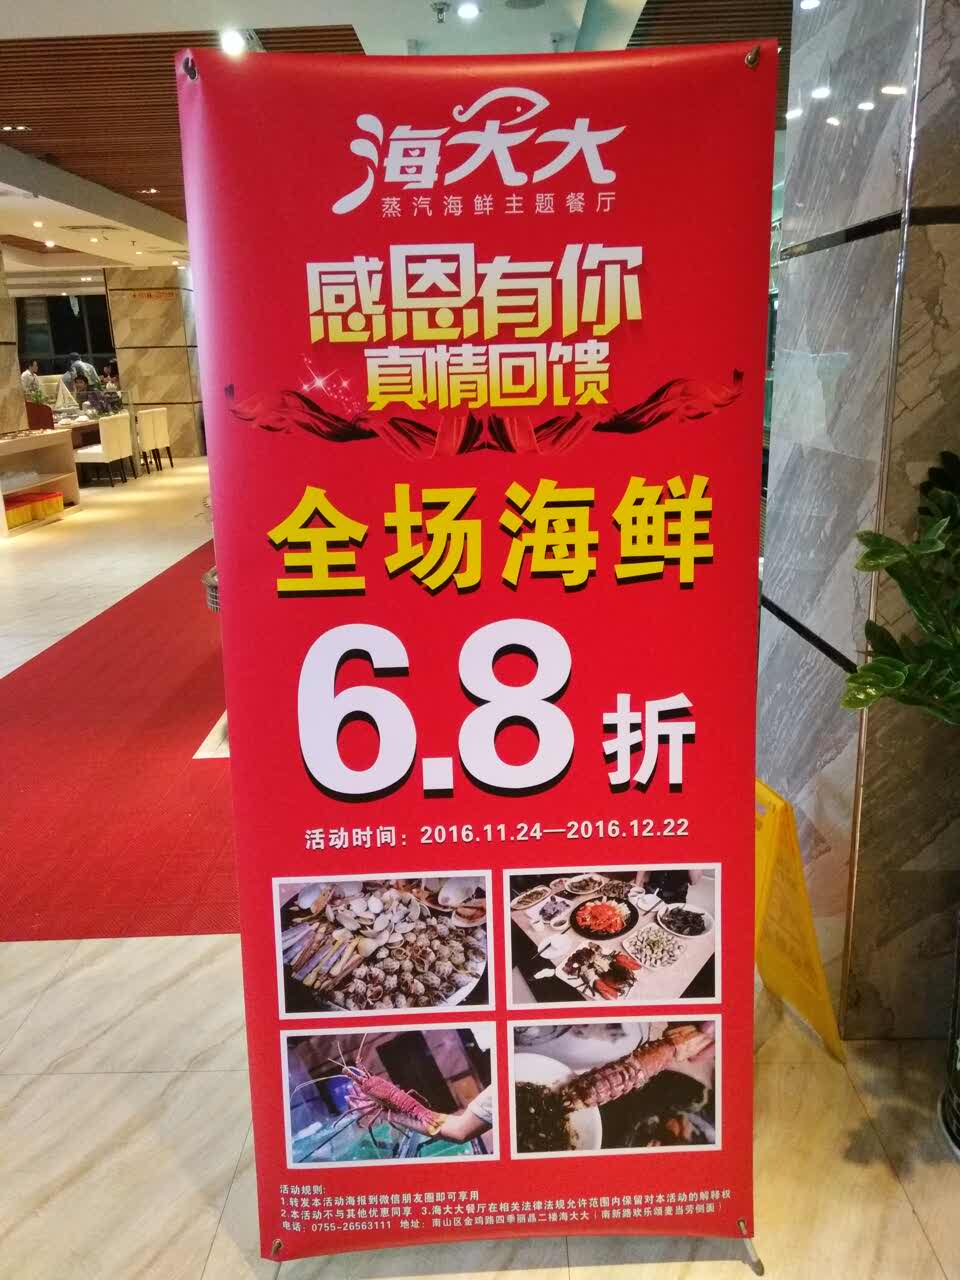 海大大
蒸汽海鲜主题餐厅
感恩有你
真情回馈
全场海鲜
6.8折
活动时间：2016.11.24—2016.12.22
活动规则：
1.转发本活动海报到微信朋友圈即可享用
2.本活动不与其他优惠同享 3.海大大餐厅在相关法律法规允许范围内保留对本活动的解释权
电话：0755-26563111 地址：南山区金鸡路四季丽晶二楼海大大（南新路欢乐颂麦当劳侧面）